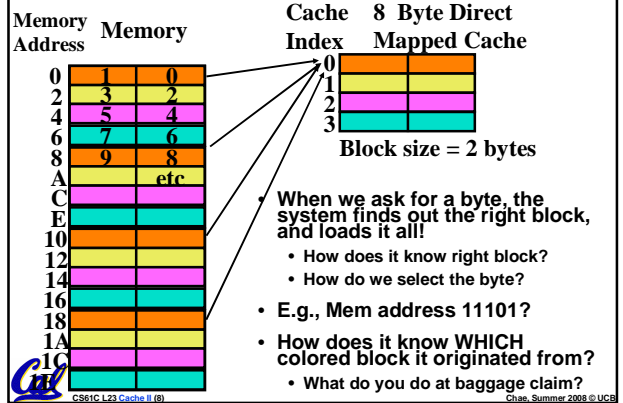 Memory
Address
Memory
Cache
Index
8 Byte Direct
Mapped Cache
0 1 0
2 3 2
4 5 4
6 7 6
8 9 8
A etc
C
E
10
12
14
16
18
1A
1C
1E
0
1
2
3
Block size = 2 bytes
• When we ask for a byte, the
system finds out the right block,
and loads it all!
• How does it know right block?
• How do we select the byte?
• E.g., Mem address 11101?
• How does it know WHICH
colored block it originated from?
• What do you do at baggage claim?
Cal
CS61C L23 Cache II (8)
Chae, Summer 2008 © UCB